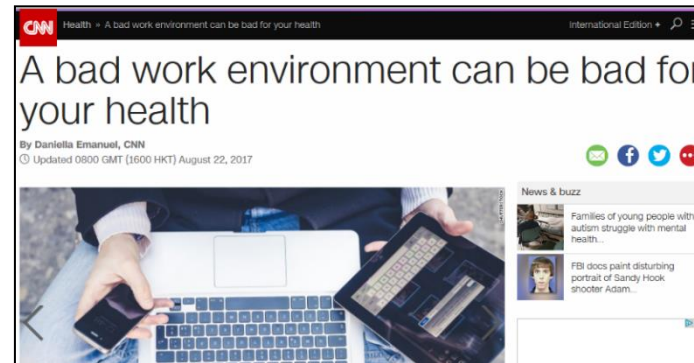 CNN Health » A bad work environment can be bad for your health International Edition +
A bad work environment can be bad for
your health
By Daniella Emanuel, CNN
Updated 0800 GMT (1600 HKT) August 22, 2017
News & buzz
Families of young people with
autism struggle with mental
health...
FBI docs paint disturbing
portrait of Sandy Hook
shooter Adam...